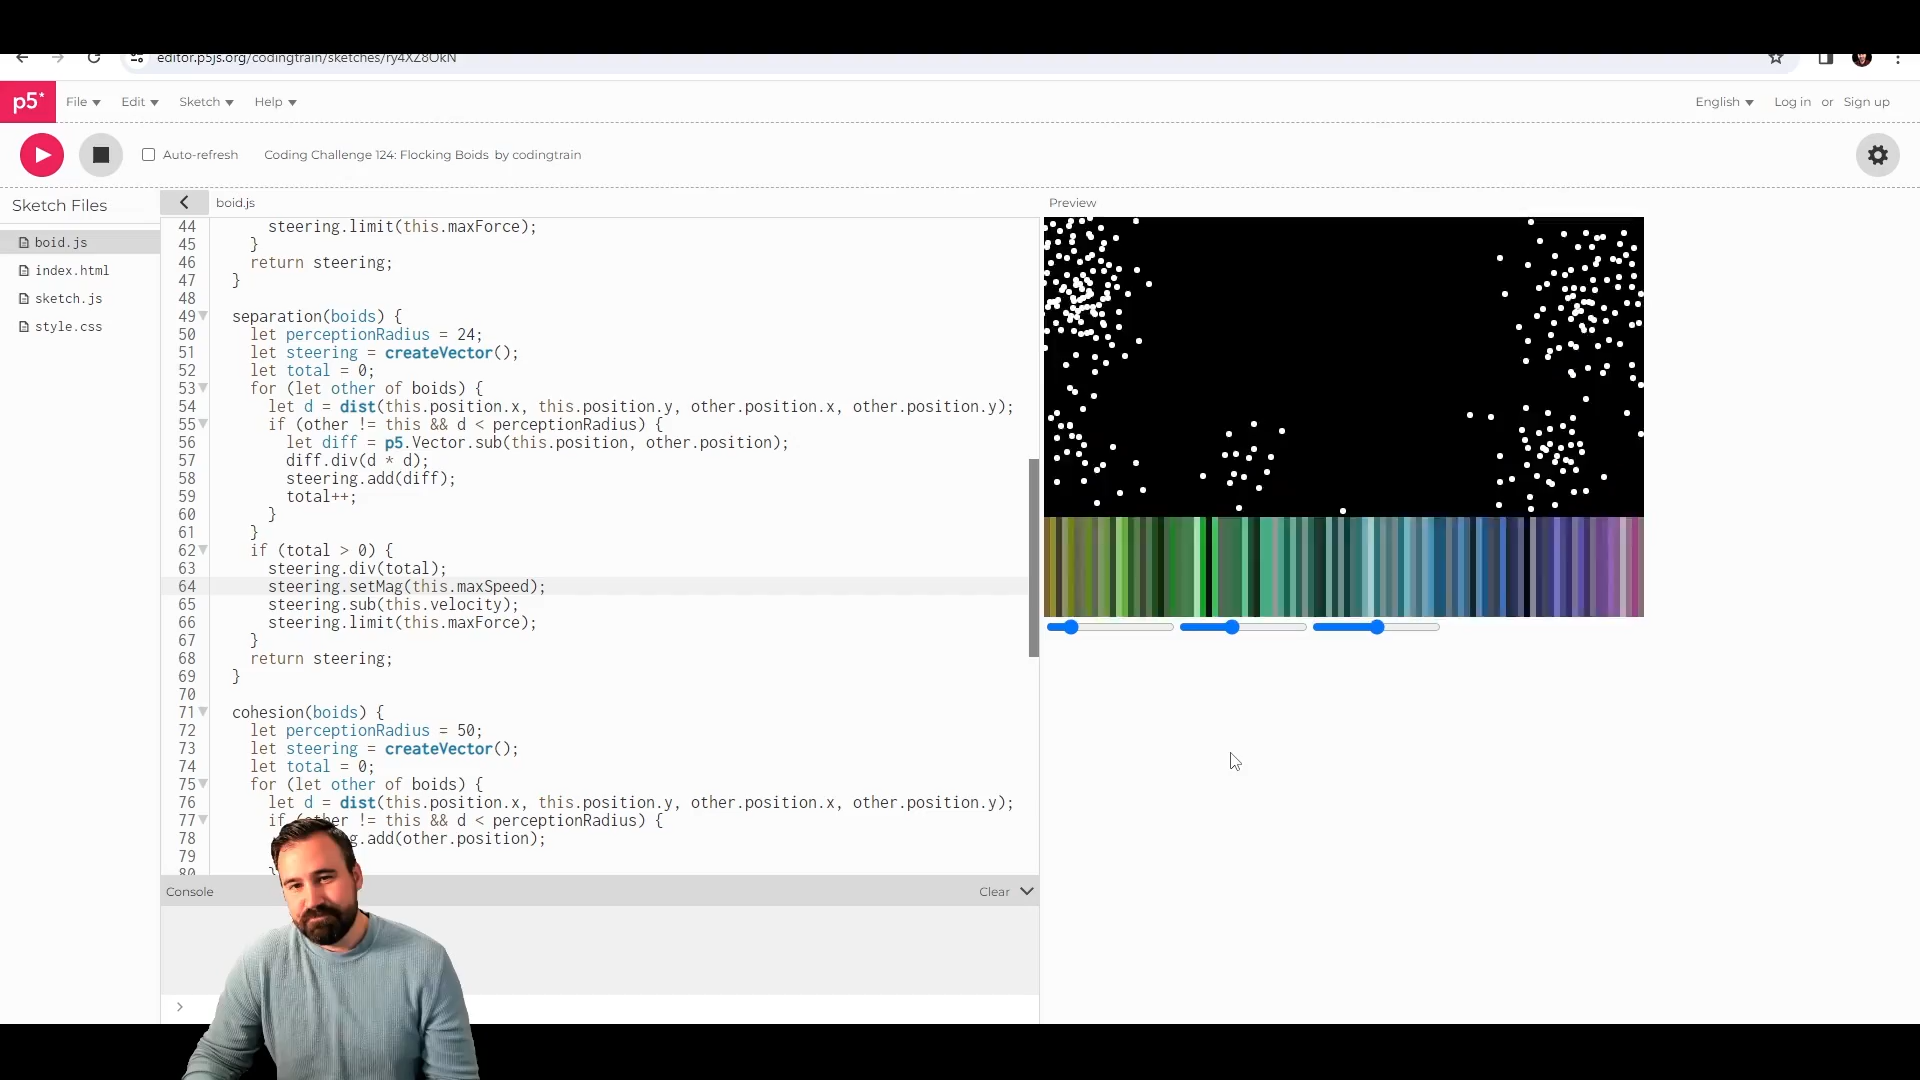 editor.p5js.org/codingtrain/sketches/ry4XZ8OkN
p5* File Edit Sketch Help English Log in or Sign up
Auto-refresh Coding Challenge 124: Flocking Boids by codingtrain
Sketch Files
boid.js
index.html
sketch.js
style.css
boid.js
44 steering.limit(this.maxForce);
45 }
46 return steering;
47 }
48
49 separation(boids) {
50 let perceptionRadius = 24;
51 let steering = createVector();
52 let total = 0;
53 for (let other of boids) {
54 let d = dist(this.position.x, this.position.y, other.position.x, other.position.y);
55 if (other != this && d < perceptionRadius) {
56 let diff = p5.Vector.sub(this.position, other.position);
57 diff.div(d * d);
58 steering.add(diff);
59 total++;
60 }
61 }
62 if (total > 0) {
63 steering.div(total);
64 steering.setMag(this.maxSpeed);
65 steering.sub(this.velocity);
66 steering.limit(this.maxForce);
67 }
68 return steering;
69 }
70
71 cohesion(boids) {
72 let perceptionRadius = 50;
73 let steering = createVector();
74 let total = 0;
75 for (let other of boids) {
76 let d = dist(this.position.x, this.position.y, other.position.x, other.position.y);
77 if (other != this && d < perceptionRadius) {
78 g.add(other.position);
79
80 }
Console Clear
>
Preview